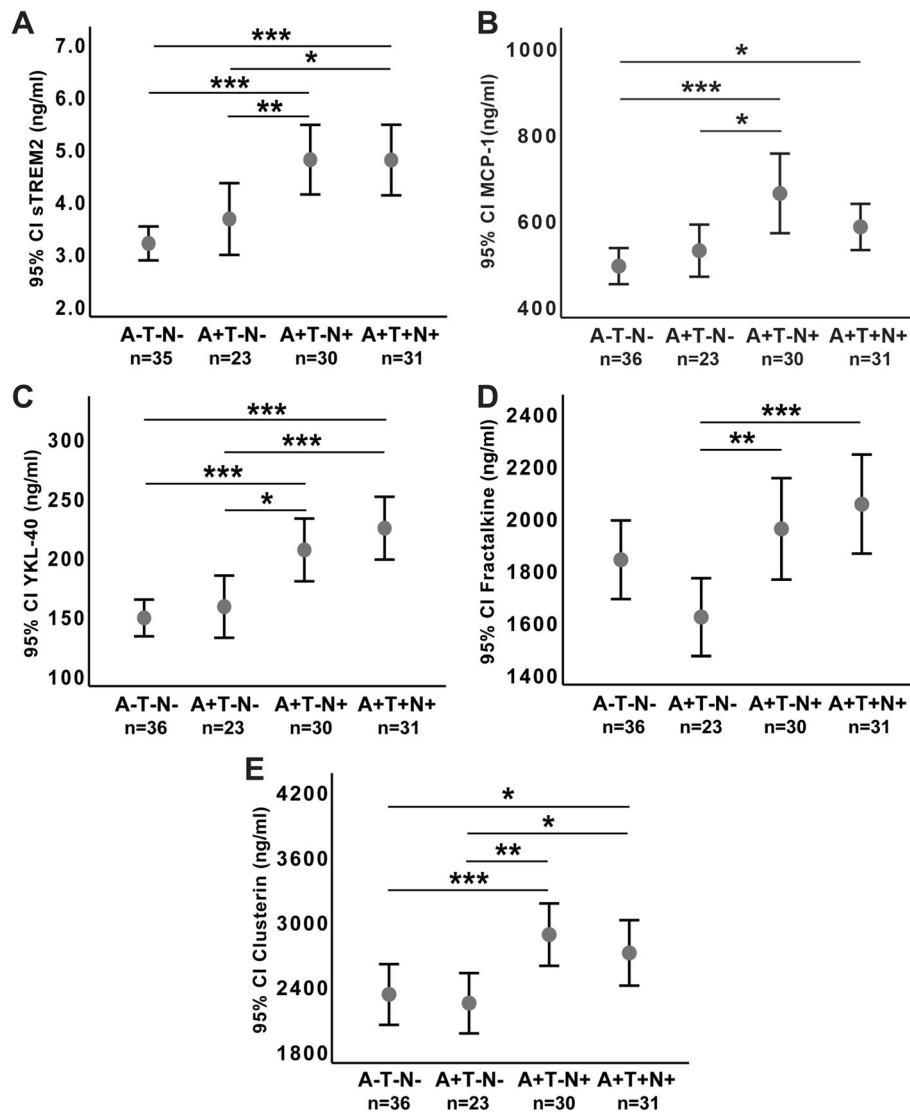 A
95% CI sTREM2 (ng/ml)
7.0
6.0
5.0
4.0
3.0
2.0
***
*
***
**
A-T-N- A+T-N- A+T-N+ A+T+N+
n=35 n=23 n=30 n=31
B
95% CI MCP-1(ng/ml)
1000
800
600
400
*
***
*
A-T-N- A+T-N- A+T-N+ A+T+N+
n=36 n=23 n=30 n=31
C
95% CI YKL-40 (ng/ml)
300
250
200
150
100
***
***
***
*
A-T-N- A+T-N- A+T-N+ A+T+N+
n=36 n=23 n=30 n=31
D
95% CI Fractalkine (ng/ml)
2400
2200
2000
1800
1600
1400
***
**
A-T-N- A+T-N- A+T-N+ A+T+N+
n=36 n=23 n=30 n=31
E
95% CI Clusterin (ng/ml)
4200
3600
3000
2400
1800
*
*
**
***
A-T-N- A+T-N- A+T-N+ A+T+N+
n=36 n=23 n=30 n=31